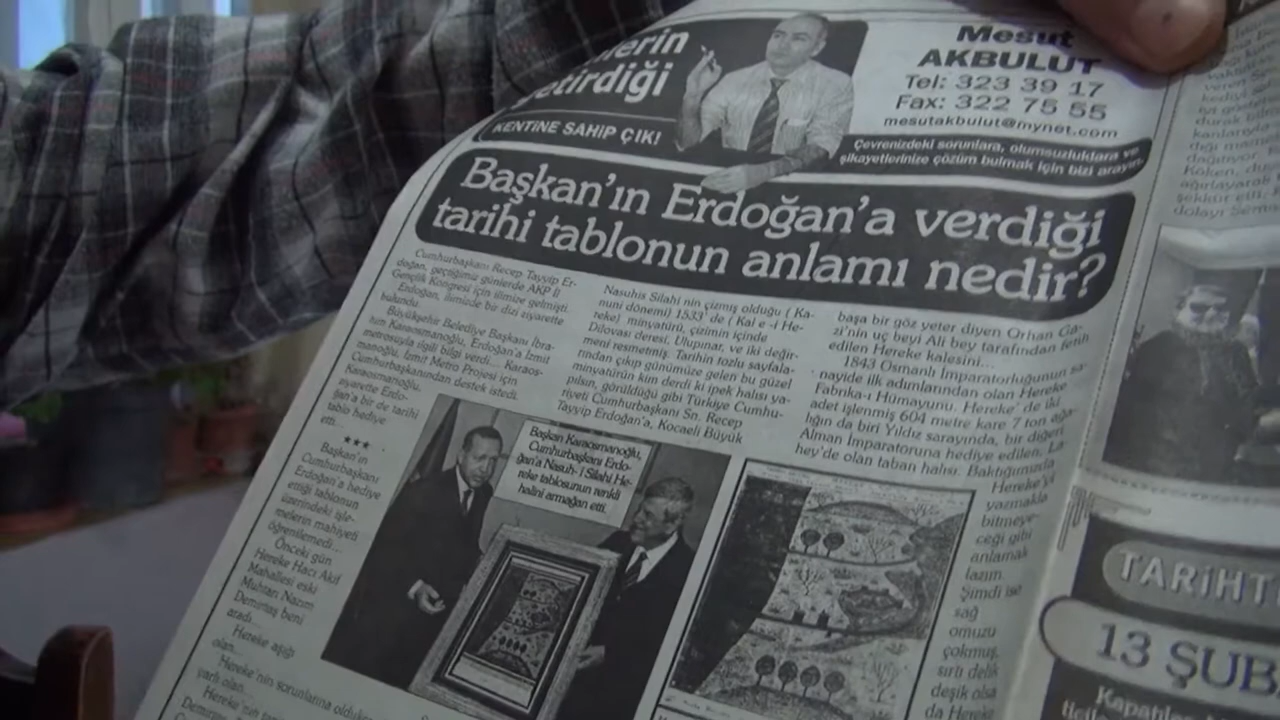 Mesut
AKBULUT
Tel: 323 39 17
Fax: 322 75 55
mesutakbulut@mynet.com
KENTİNE SAHİP ÇIK!
Çevrenizdeki sorunlara, olumsuzluklara ve
şikayetlerinize çözüm bulmak için bizi arayın.
Başkan'ın Erdoğan'a verdiği
tarihi tablonun anlamı nedir?
Cumhurbaşkanı Recep Tayyip Er-
doğan, geçtiğimiz günlerde AKP İl
Gençlik Kongresi için ilimize gelmişti.
Erdoğan, ilimizde bir dizi ziyarette
bulundu.
Büyükşehir Belediye Başkanı İbra-
him Karaosmanoğlu, Erdoğan'a İzmit
metrosuyla ilgili bilgi verdi... Karaos-
manoğlu, İzmit Metro Projesi için
Cumhurbaşkanından destek istedi.
Karaosmanoğlu,
ziyarette Erdo-
ğan'a bir de tarihi
tablo hediye
etti...
***
Başkan'ın
Cumhurbaşkanı
Erdoğan'a hediye
ettiği tablonun
üzerindeki işle-
melerin mahiyeti
öğrenilemedi...
Önceki gün
Hereke Hacı Akif
Mahallesi eski
Muhtarı Nazım
Demirtaş beni
aradı...
Hereke aşığı
olan...
Hereke'nin sorunlarına
Nasuhis Silahi nin çizmiş olduğu ( Ka-
nuni dönemi) 1533' de ( Kal e -i He-
reke) minyatürü, çizimin içinde
Dilovası deresi, Ulupınar, ve iki değir-
meni resmetmiş. Tarihin tozlu sayfala-
rından çıkıp günümüze gelen bu güzel
minyatürün kim derdi ki ipek halısı ya-
pılsın, görüldüğü gibi Türkiye Cumhu-
riyeti Cumhurbaşkanı Sn. Recep
Tayyip Erdoğan'a, Kocaeli Büyük
Başkan Karaosmanoğlu,
Cumhurbaşkanı Erdo-
ğan'a Nasuh- i Silahi He-
reke tablosunun renkli
halini armağan etti.
başa bir göz yeter diyen Orhan Ga-
zi'nin uç beyi Ali bey tarafından fetih
edilen Hereke kalesini...
1843 Osmanlı İmparatorluğunun sa-
nayide ilk adımlarından olan Hereke
Fabrika-ı Hümayunu. Hereke' de iki
adet işlenmiş 604 metre kare 7 ton ağır-
lığın da biri Yıldız sarayında, bir diğeri
Alman İmparatoruna hediye edilen, La-
hey'de olan taban halısı. Baktığımızda
Hereke'yi
yazmakla
bitmeye-
ceği gibi
anlamak
lazım.
Şimdi ise
sağ
omuzu
çökmuş,
sırtı delik
deşik olsa
da Hereke
TARİHT
13 ŞUB